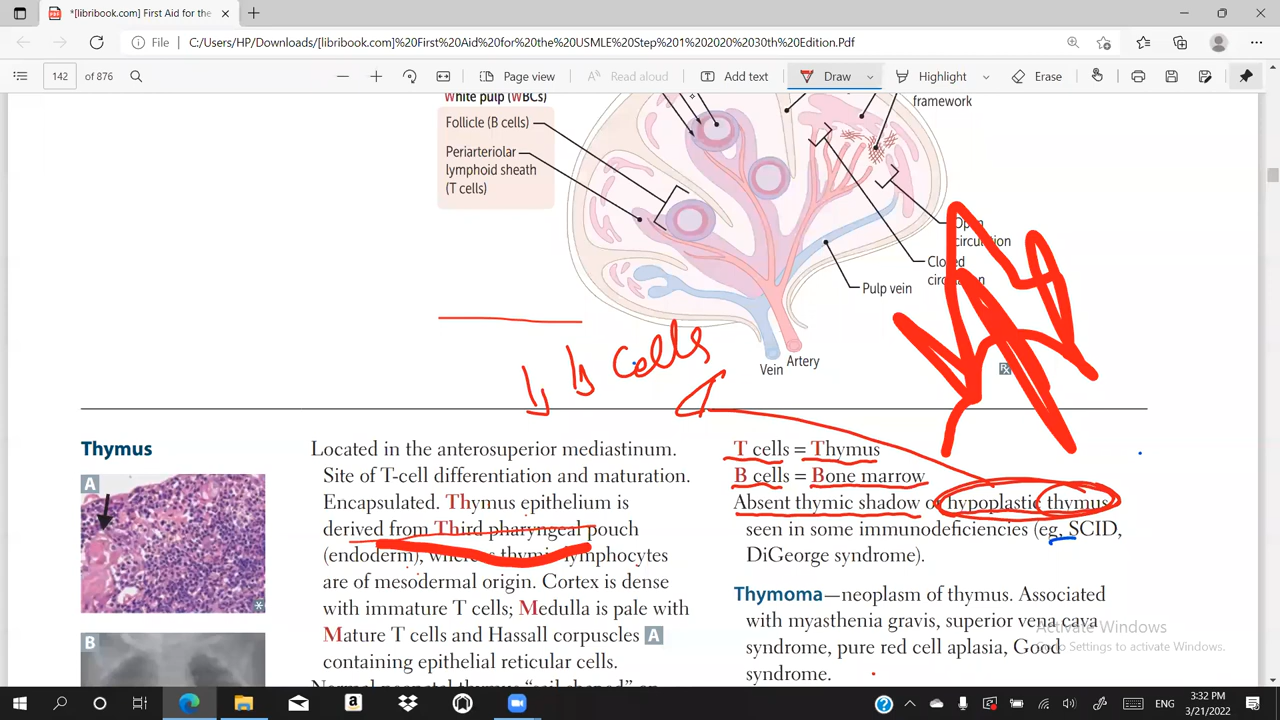 *[libribook.com] First Aid for th
File
C:/Users/HP/Downloads/[libribook.com]%20First%20Aid%20for%20the%20USMLE%20Step%201%202020%2030th%20Edition.Pdf
142
of 876
Page view
Read aloud
Add text
Draw
Highlight
Erase
White pulp (WBCs)
Follicle (B cells)
Periarteriolar
lymphoid sheath
(T cells)
framework
Open
circulation
Closed
circulation
Pulp vein
Vein
Artery
Cells
Thymus
A
B
Located in the anterosuperior mediastinum.
Site of T-cell differentiation and maturation.
Encapsulated. Thymus epithelium is
derived from Third pharyngeal pouch
(endoderm), whereas thymic lymphocytes
are of mesodermal origin. Cortex is dense
with immature T cells; Medulla is pale with
Mature T cells and Hassall corpuscles A
containing epithelial reticular cells.
T cells = Thymus
B cells = Bone marrow
Absent thymic shadow or hypoplastic thymus
seen in some immunodeficiencies (eg, SCID,
DiGeorge syndrome).
Thymoma—neoplasm of thymus. Associated
with myasthenia gravis, superior vena cava
syndrome, pure red cell aplasia, Good
syndrome.
Activate Windows
Go to Settings to activate Windows.
ENG
3:32 PM
3/21/2022